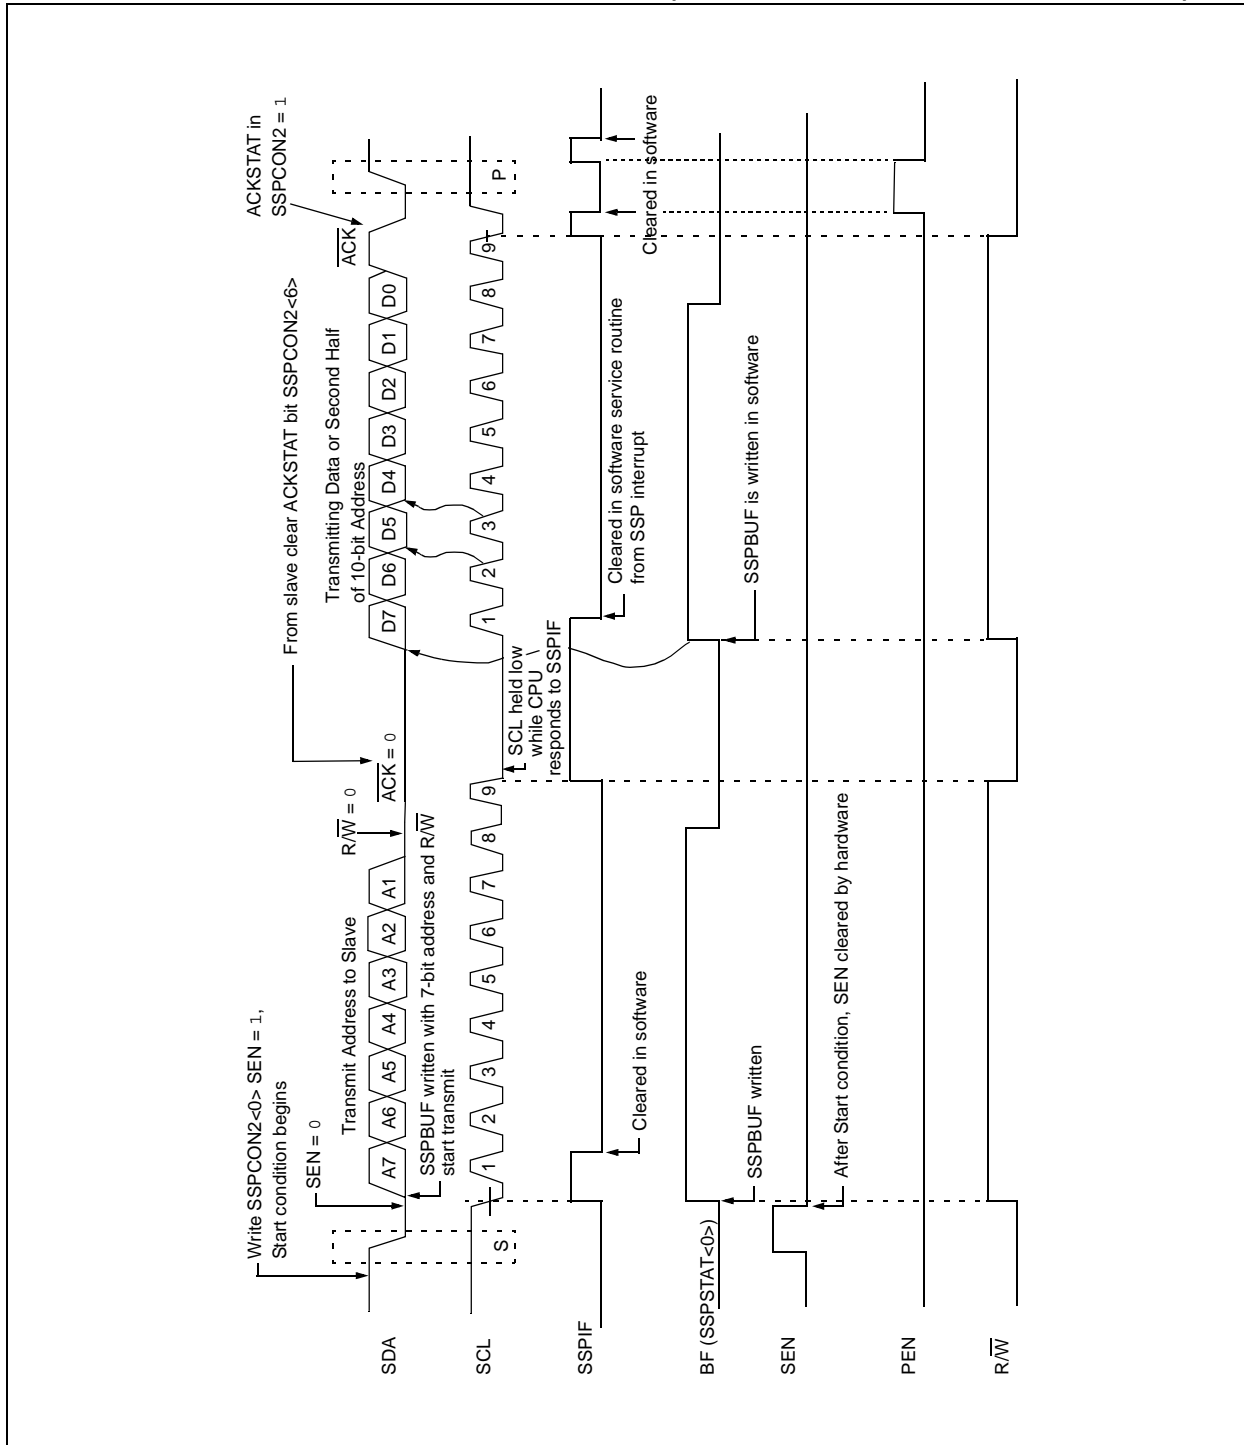 Write SSPCON2<0> SEN = 1,
Start condition begins
SEN = 0
Transmit Address to Slave
R/W = 0
ACK = 0
From slave clear ACKSTAT bit SSPCON2<6>
Transmitting Data or Second Half
of 10-bit Address
ACKSTAT in
SSPCON2 = 1
ACK
SDA
A7 A6 A5 A4 A3 A2 A1
D7 D6 D5 D4 D3 D2 D1 D0
SSPBUF written with 7-bit address and R/W
start transmit
SCL
S
1 2 3 4 5 6 7 8 9
1 2 3 4 5 6 7 8 9
P
SCL held low
while CPU
responds to SSPIF
SSPIF
Cleared in software
Cleared in software service routine
from SSP interrupt
Cleared in software
Cleared in software
BF (SSPSTAT<0>)
SSPBUF written
SSPBUF is written in software
SEN
After Start condition, SEN cleared by hardware
PEN
R/W